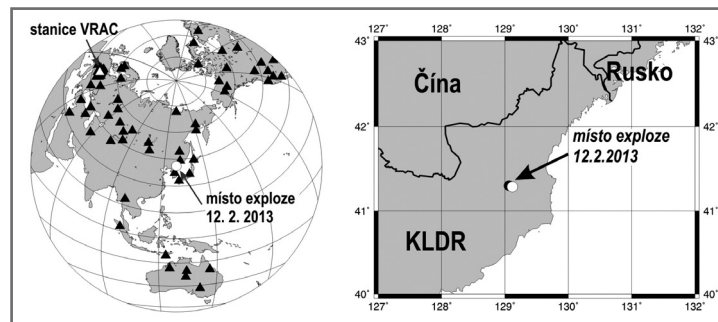 stanice VRAC
místo exploze
12. 2. 2013
127˚ 128˚ 129˚ 130˚ 131˚ 132˚
43˚ 43˚
Čína
Rusko
42˚ 42˚
místo exploze
12.2.2013
41˚ 41˚
KLDR
40˚ 40˚
127˚ 128˚ 129˚ 130˚ 131˚ 132˚